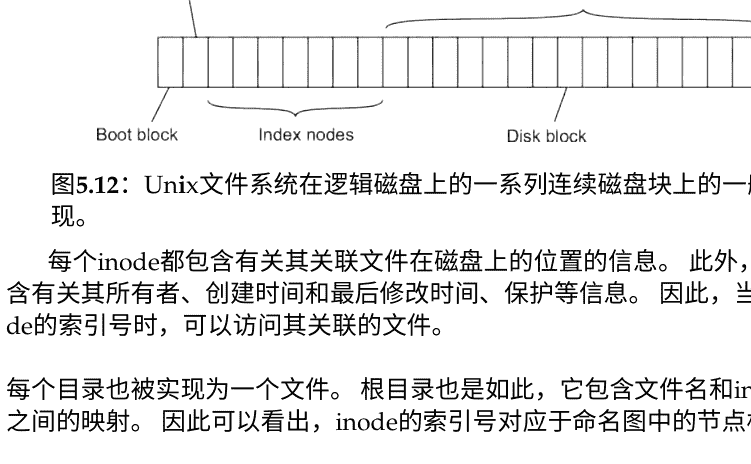 Boot block
Index nodes
Disk block
图5.12：Unix文件系统在逻辑磁盘上的一系列连续磁盘块上的一
现。
每个inode都包含有关其关联文件在磁盘上的位置的信息。 此外，
含有关其所有者、创建时间和最后修改时间、保护等信息。 因此，当
de的索引号时，可以访问其关联的文件。
每个目录也被实现为一个文件。 根目录也是如此，它包含文件名和in
之间的映射。 因此可以看出，inode的索引号对应于命名图中的节点